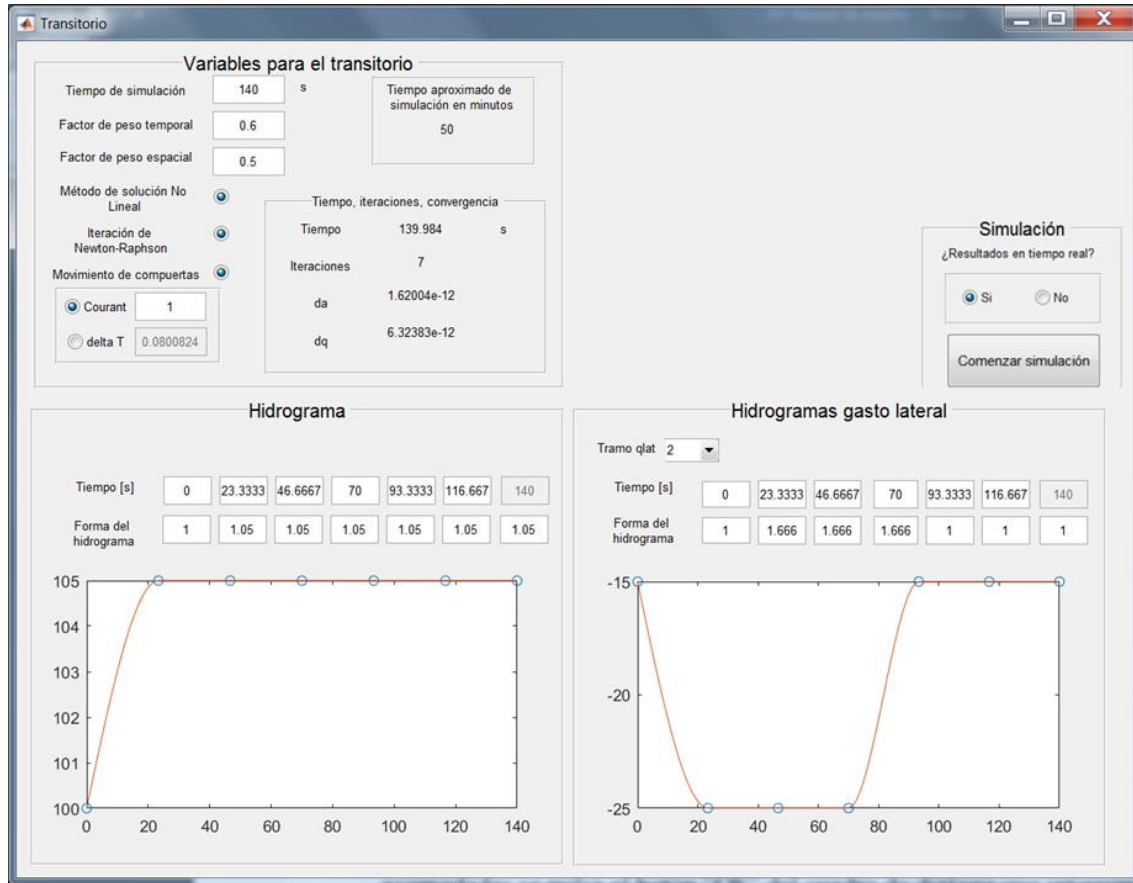 Transitorio
Variables para el transitorio
Tiempo de simulación 140 s
Factor de peso temporal 0.6
Factor de peso espacial 0.5
Método de solución No
Lineal
Iteración de
Newton-Raphson
Movimiento de compuertas
Courant 1
delta T 0.0800824
Tiempo aproximado de
simulación en minutos
50
Tiempo, iteraciones, convergencia
Tiempo 139.984 s
Iteraciones 7
da 1.62004e-12
dq 6.32383e-12
Simulación
¿Resultados en tiempo real?
Si No
Comenzar simulación
Hidrograma
Tiempo [s] 0 23.3333 46.6667 70 93.3333 116.667 140
Forma del
hidrograma
1 1.05 1.05 1.05 1.05 1.05 1.05
105
104
103
102
101
100
0 20 40 60 80 100 120 140
Hidrogramas gasto lateral
Tramo qlat 2
Tiempo [s] 0 23.3333 46.6667 70 93.3333 116.667 140
Forma del
hidrograma
1 1.666 1.666 1.666 1 1 1
-15
-20
-25
0 20 40 60 80 100 120 140